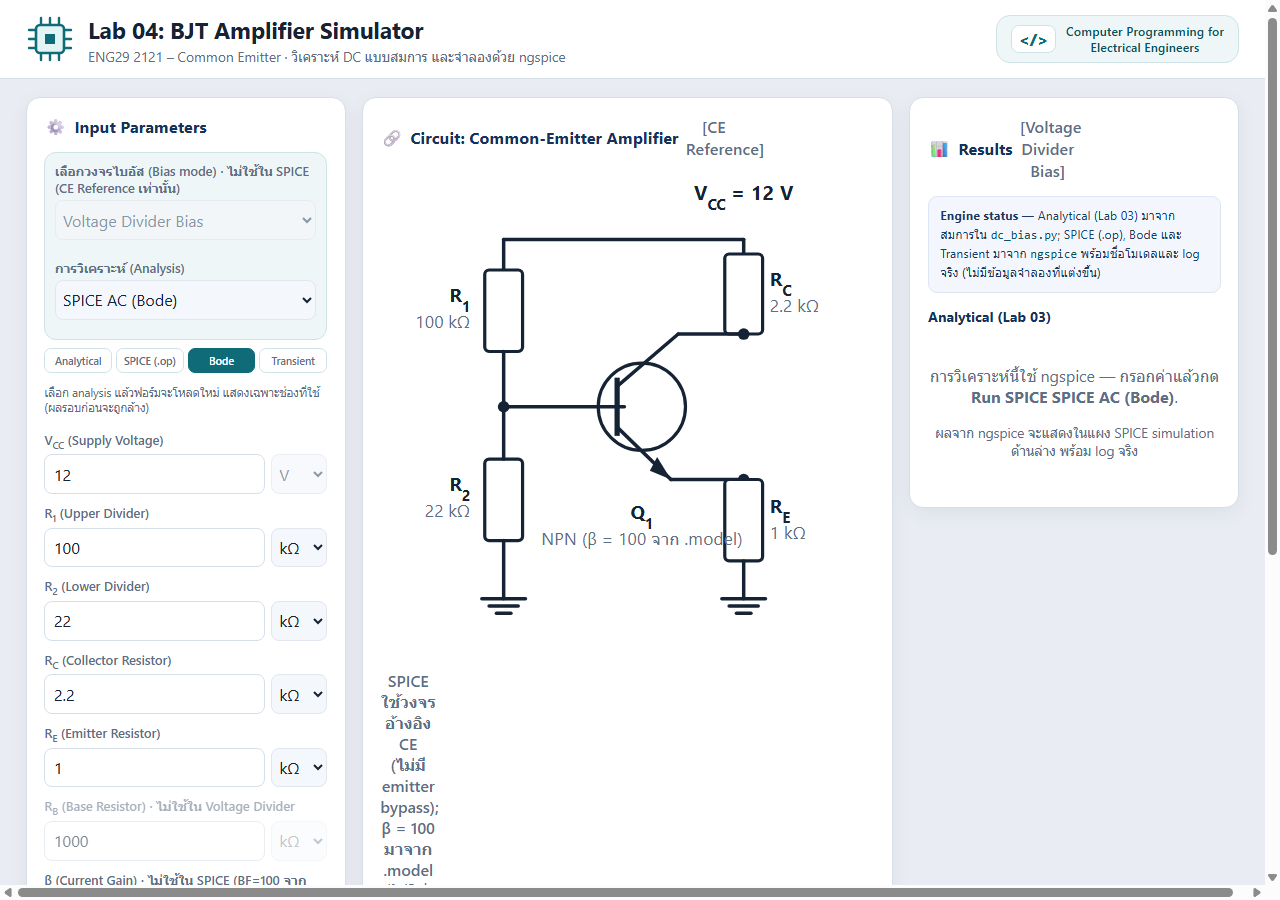 Lab 04: BJT Amplifier Simulator
ENG29 2121 – Common Emitter · วิเคราะห์ DC แบบสมการ และจำลองด้วย ngspice
</>
Computer Programming for
Electrical Engineers
Input Parameters
เลือกวงจรไบอัส (Bias mode) · ไม่ใช้ใน SPICE
(CE Reference เท่านั้น)
Voltage Divider Bias
การวิเคราะห์ (Analysis)
SPICE AC (Bode)
Analytical
SPICE (.op)
Bode
Transient
เลือก analysis แล้วฟอร์มจะโหลดใหม่ แสดงเฉพาะช่องที่ใช้
(ผลรอบก่อนจะถูกล้าง)
VCC (Supply Voltage)
12 V
R1 (Upper Divider)
100 kΩ
R2 (Lower Divider)
22 kΩ
RC (Collector Resistor)
2.2 kΩ
RE (Emitter Resistor)
1 kΩ
RB (Base Resistor) · ไม่ใช้ใน Voltage Divider
1000 kΩ
β (Current Gain) · ไม่ใช้ใน SPICE (BF=100 จาก
Circuit: Common-Emitter Amplifier
[CE
Reference]
VCC = 12 V
R1
100 kΩ
RC
2.2 kΩ
R2
22 kΩ
Q1
NPN (β = 100 จาก .model)
RE
1 kΩ
SPICE
ใช้วงจร
อ้างอิง
CE
(ไม่มี
emitter
bypass);
β = 100
มาจาก
.model
Results
[Voltage
Divider
Bias]
Engine status — Analytical (Lab 03) มาจาก
สมการใน dc_bias.py; SPICE (.op), Bode และ
Transient มาจาก ngspice พร้อมชื่อโมเดลและ log
จริง (ไม่มีข้อมูลจำลองที่แต่งขึ้น)
Analytical (Lab 03)
การวิเคราะห์นี้ใช้ ngspice — กรอกค่าแล้วกด
Run SPICE SPICE AC (Bode).
ผลจาก ngspice จะแสดงในแผง SPICE simulation
ด้านล่าง พร้อม log จริง